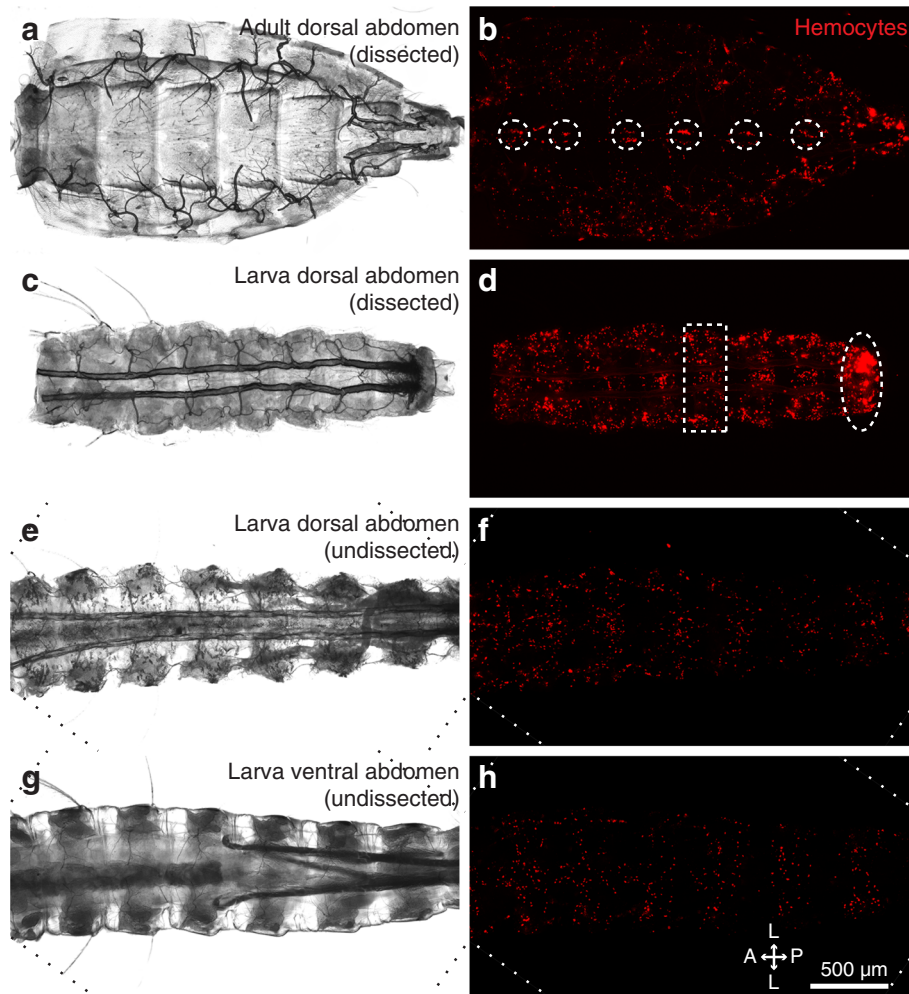 a
Adult dorsal abdomen
(dissected)
b
Hemocytes
c
Larva dorsal abdomen
(dissected)
d
e
Larva dorsal abdomen
(undissected)
f
g
Larva ventral abdomen
(undissected)
h
L
A
P
L
500 µm